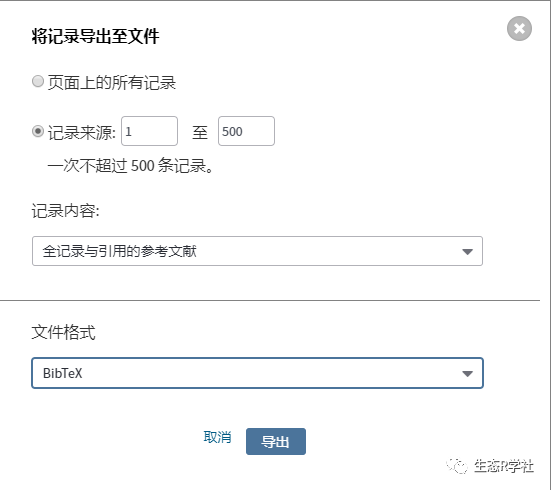 将记录导出至文件
页面上的所有记录
记录来源: 1 至 500
一次不超过 500 条记录。
记录内容:
全记录与引用的参考文献
文件格式
BibTeX
取消 导出
生态R学社